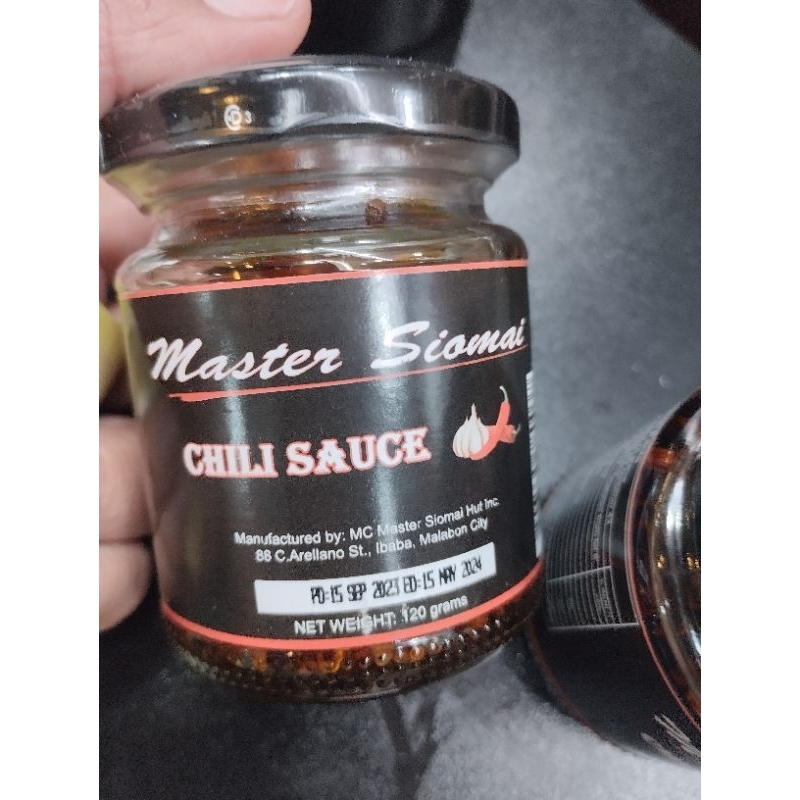 Master Siomai
CHILI SAUCE
Manufactured by: MC Master Siomai Hut Inc.
86 C.Arellano St., Ibaba, Malabon City
PD:15 SEP 2023 ED:15 MAY 2024
NET WEIGHT: 120 grams